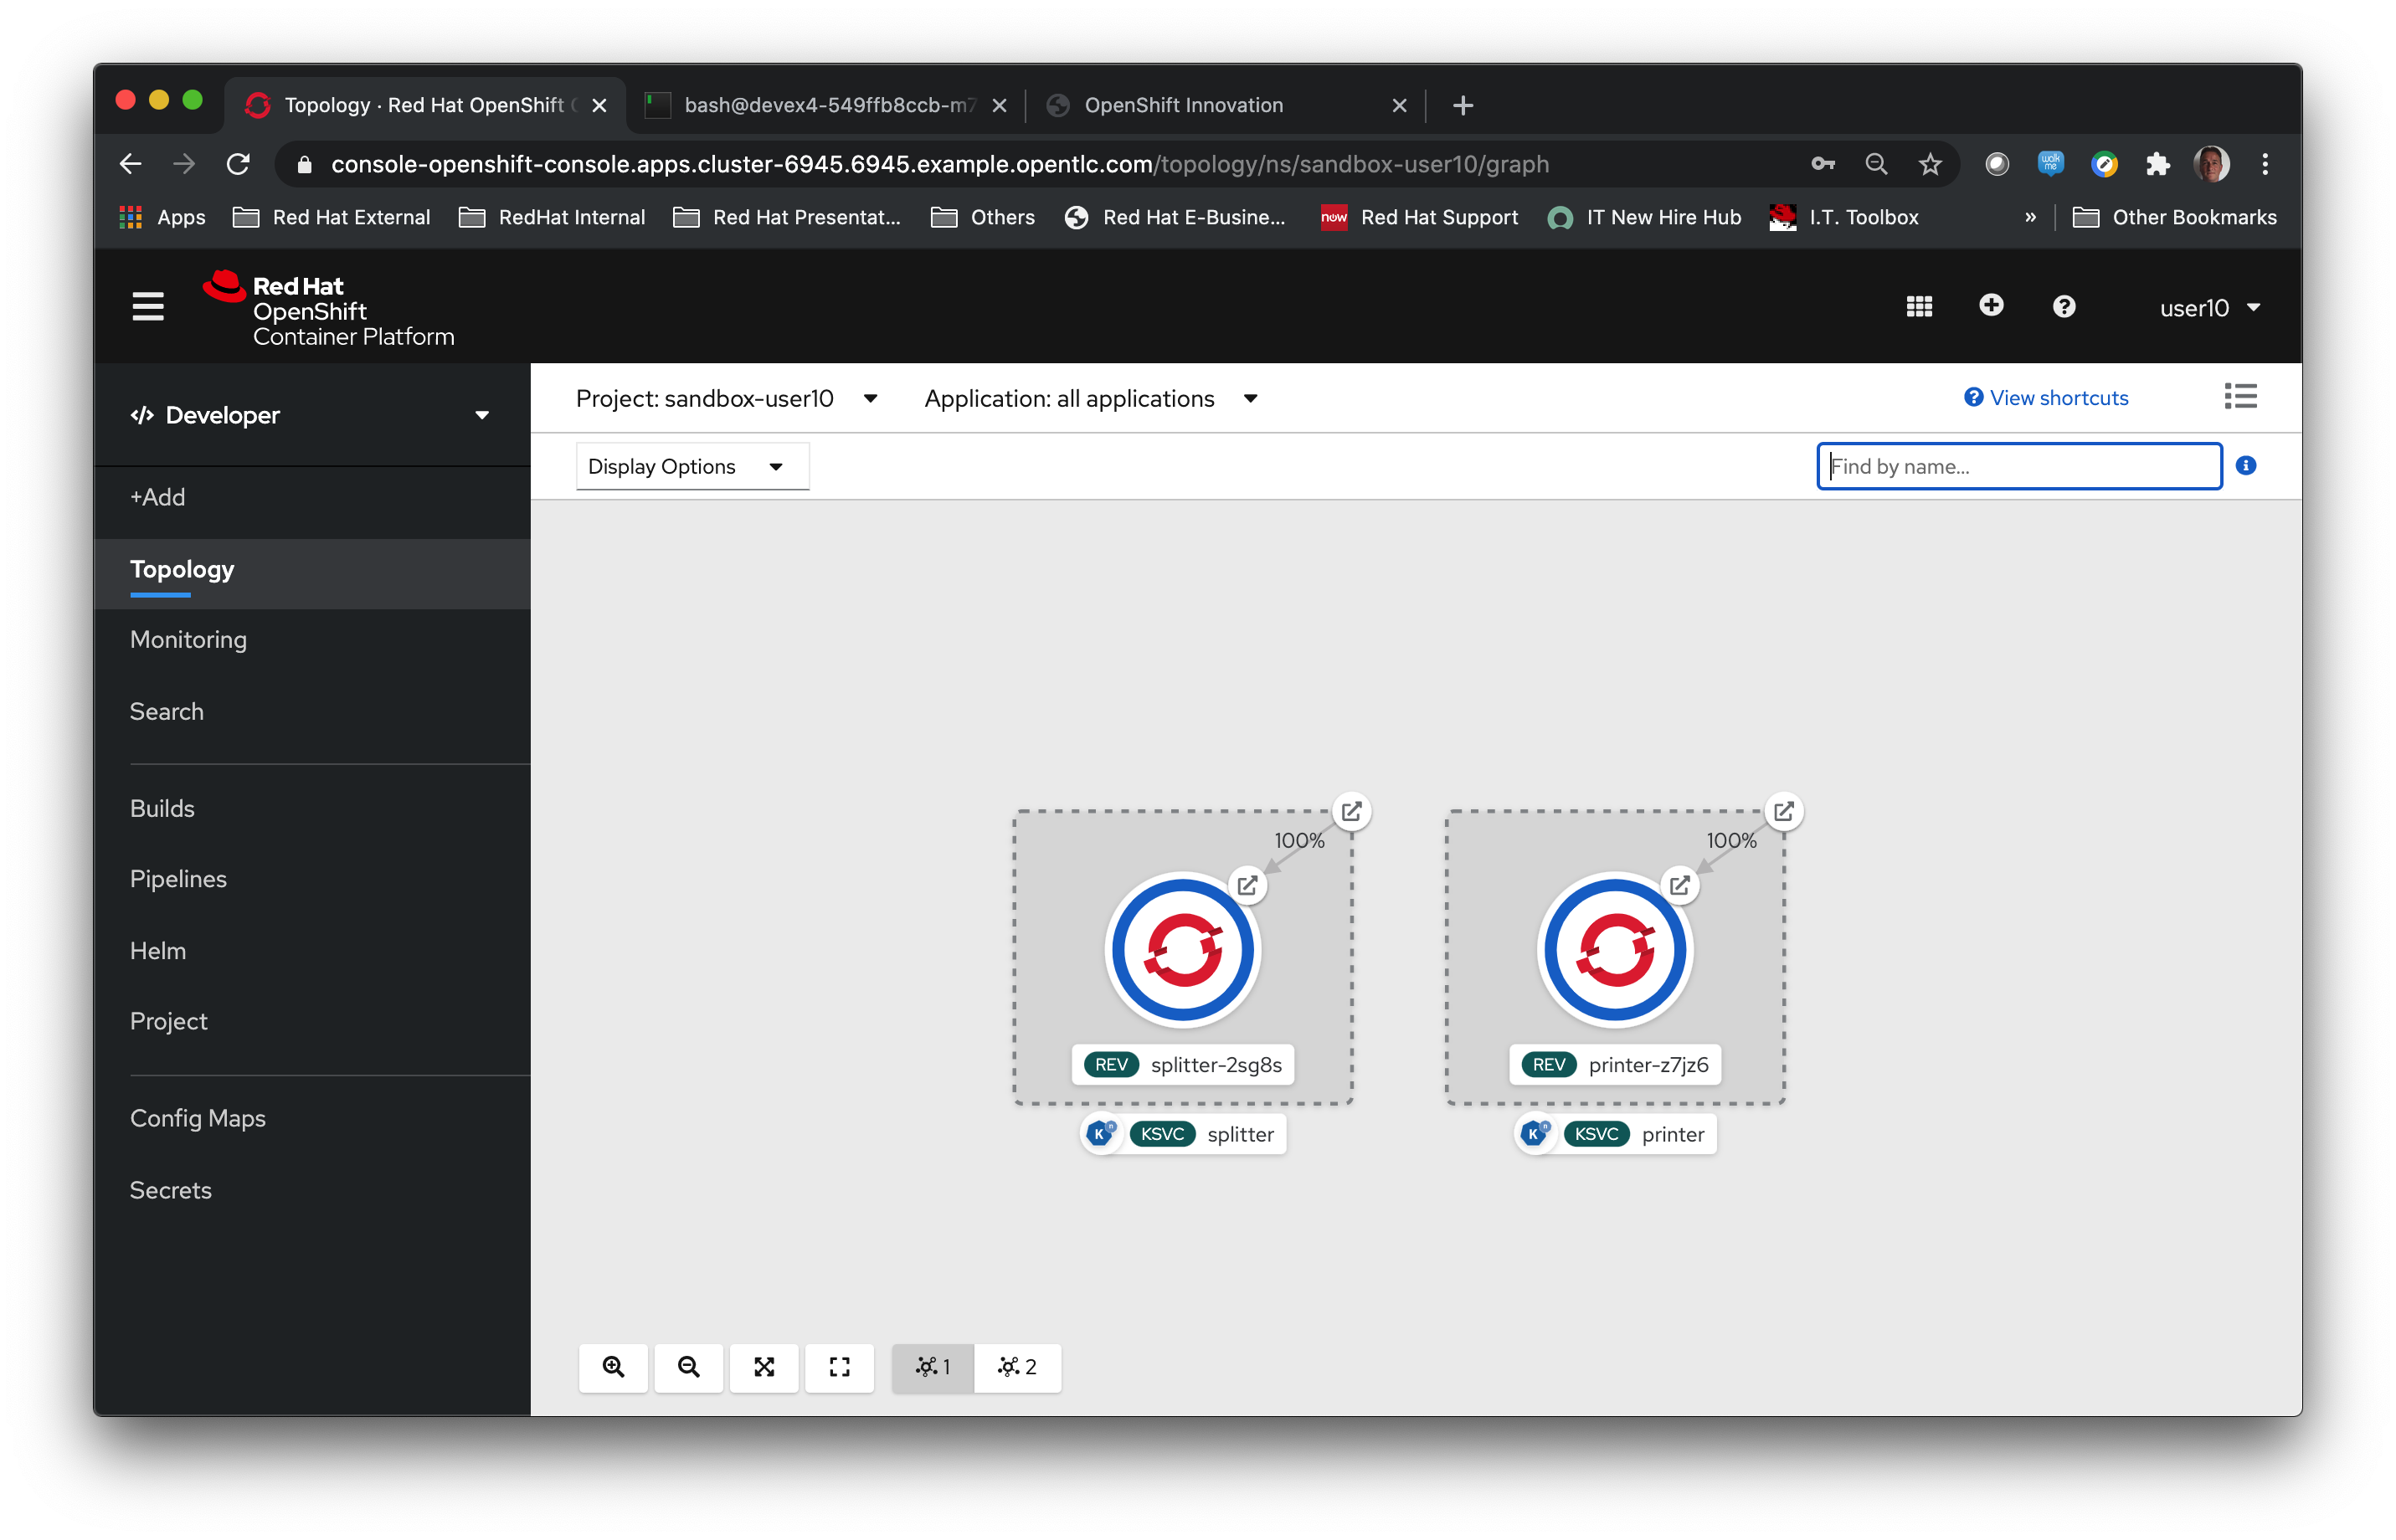 Topology · Red Hat OpenShift
bash@devex4-549ffb8ccb-m7
OpenShift Innovation
console-openshift-console.apps.cluster-6945.6945.example.opentlc.com/topology/ns/sandbox-user10/graph
walk me
Apps
Red Hat External
RedHat Internal
Red Hat Presentat...
Others
Red Hat E-Busine...
now
Red Hat Support
IT New Hire Hub
I.T. Toolbox
»
Other Bookmarks
Red Hat
OpenShift
Container Platform
user10
</> Developer
+Add
Topology
Monitoring
Search
Builds
Pipelines
Helm
Project
Config Maps
Secrets
Project: sandbox-user10
Application: all applications
View shortcuts
Display Options
Find by name...
100%
100%
REV splitter-2sg8s
REV printer-z7jz6
K KSVC splitter
K KSVC printer
1
2